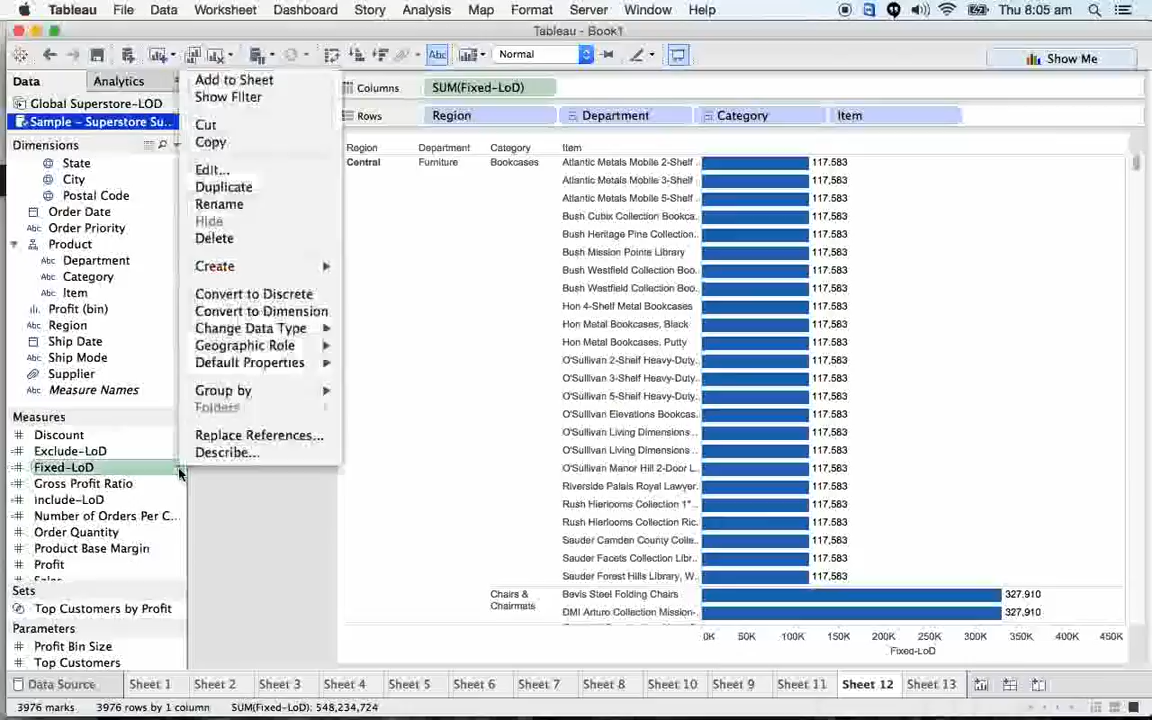 Tableau File Data Worksheet Dashboard Story Analysis Map Format Server Window Help Thu 8:05 am
Tableau - Book1
Abc Normal Show Me
Data Analytics
Global Superstore-LOD
Sample - Superstore Su...
Dimensions
State
City
Postal Code
Order Date
Abc Order Priority
Product
Abc Department
Abc Category
Abc Item
Profit (bin)
Abc Region
Ship Date
Abc Ship Mode
Supplier
Abc Measure Names
Measures
Discount
Exclude-LoD
Fixed-LoD
Gross Profit Ratio
Include-LoD
Number of Orders Per C...
Order Quantity
Product Base Margin
Profit
Sales
Sets
Top Customers by Profit
Parameters
Profit Bin Size
Top Customers
Add to Sheet
Show Filter
Cut
Copy
Edit...
Duplicate
Rename
Hide
Delete
Create
Convert to Discrete
Convert to Dimension
Change Data Type
Geographic Role
Default Properties
Group by
Folders
Replace References...
Describe...
Columns SUM(Fixed-LoD)
Rows Region Department Category Item
Region Department Category Item
Central Furniture Bookcases Atlantic Metals Mobile 2-Shelf .. 117,583
Atlantic Metals Mobile 3-Shelf .. 117,583
Atlantic Metals Mobile 5-Shelf .. 117,583
Bush Cubix Collection Bookca.. 117,583
Bush Heritage Pine Collection.. 117,583
Bush Mission Pointe Library 117,583
Bush Westfield Collection Boo.. 117,583
Bush Westfield Collection Boo.. 117,583
Hon 4-Shelf Metal Bookcases 117,583
Hon Metal Bookcases, Black 117,583
Hon Metal Bookcases, Putty 117,583
O'Sullivan 2-Shelf Heavy-Duty.. 117,583
O'Sullivan 3-Shelf Heavy-Duty.. 117,583
O'Sullivan 5-Shelf Heavy-Duty.. 117,583
O'Sullivan Elevations Bookcas.. 117,583
O'Sullivan Living Dimensions .. 117,583
O'Sullivan Living Dimensions .. 117,583
O'Sullivan Manor Hill 2-Door L.. 117,583
Riverside Palais Royal Lawyer.. 117,583
Rush Hierlooms Collection 1".. 117,583
Rush Hierlooms Collection Ric.. 117,583
Sauder Camden County Colle.. 117,583
Sauder Facets Collection Libr.. 117,583
Sauder Forest Hills Library, W.. 117,583
Chairs & Chairmats Bevis Steel Folding Chairs 327,910
DMI Arturo Collection Mission-.. 327,910
0K 50K 100K 150K 200K 250K 300K 350K 400K 450K
Fixed-LoD
Data Source Sheet 1 Sheet 2 Sheet 3 Sheet 4 Sheet 5 Sheet 6 Sheet 7 Sheet 8 Sheet 10 Sheet 9 Sheet 11 Sheet 12 Sheet 13
3976 marks 3976 rows by 1 column SUM(Fixed-LoD): 548,234,724